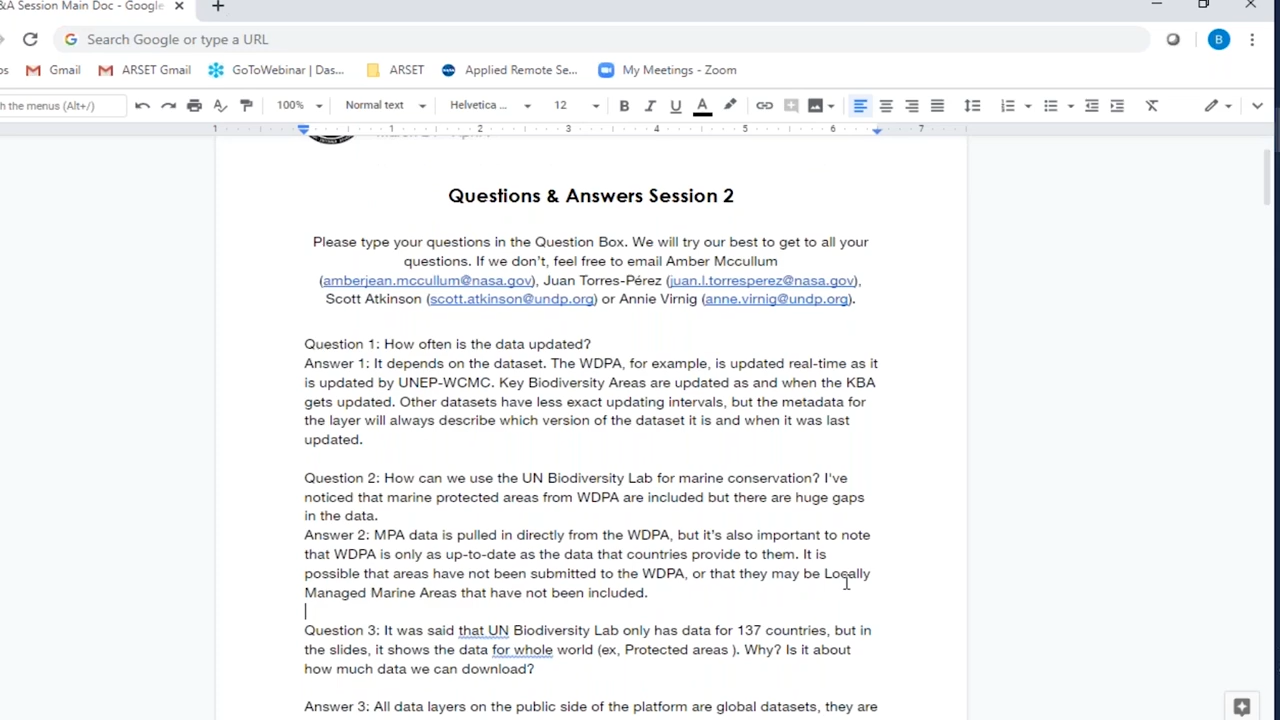 &A Session Main Doc - Google
Search Google or type a URL
B
ps Gmail ARSET Gmail GoToWebinar | Das... ARSET Applied Remote Se... My Meetings - Zoom
h the menus (Alt+/) 100% Normal text Helvetica ... 12 B I U A
1 1 2 3 4 5 6 7
Questions & Answers Session 2
Please type your questions in the Question Box. We will try our best to get to all your
questions. If we don't, feel free to email Amber Mccullum
(amberjean.mccullum@nasa.gov), Juan Torres-Pérez (juan.l.torresperez@nasa.gov),
Scott Atkinson (scott.atkinson@undp.org) or Annie Virnig (anne.virnig@undp.org).
Question 1: How often is the data updated?
Answer 1: It depends on the dataset. The WDPA, for example, is updated real-time as it
is updated by UNEP-WCMC. Key Biodiversity Areas are updated as and when the KBA
gets updated. Other datasets have less exact updating intervals, but the metadata for
the layer will always describe which version of the dataset it is and when it was last
updated.
Question 2: How can we use the UN Biodiversity Lab for marine conservation? I've
noticed that marine protected areas from WDPA are included but there are huge gaps
in the data.
Answer 2: MPA data is pulled in directly from the WDPA, but it's also important to note
that WDPA is only as up-to-date as the data that countries provide to them. It is
possible that areas have not been submitted to the WDPA, or that they may be Locally
Managed Marine Areas that have not been included.
Question 3: It was said that UN Biodiversity Lab only has data for 137 countries, but in
the slides, it shows the data for whole world (ex, Protected areas ). Why? Is it about
how much data we can download?
Answer 3: All data layers on the public side of the platform are global datasets, they are